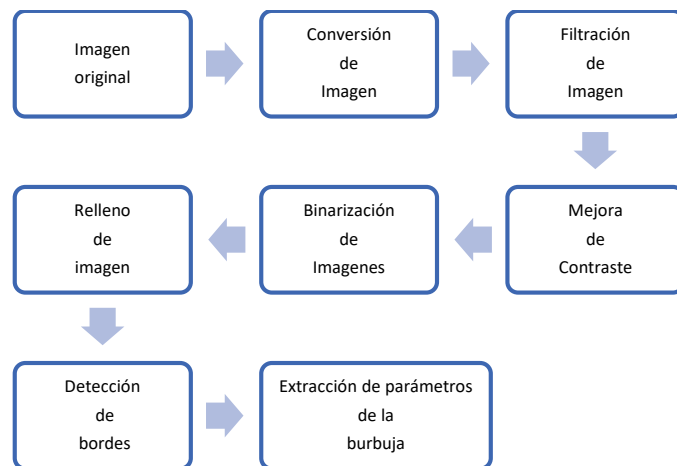 Imagen
original
Conversión
de
Imagen
Filtración
de
Imagen
Mejora
de
Contraste
Binarización
de
Imagenes
Relleno
de
imagen
Detección
de
bordes
Extracción de parámetros
de la
burbuja